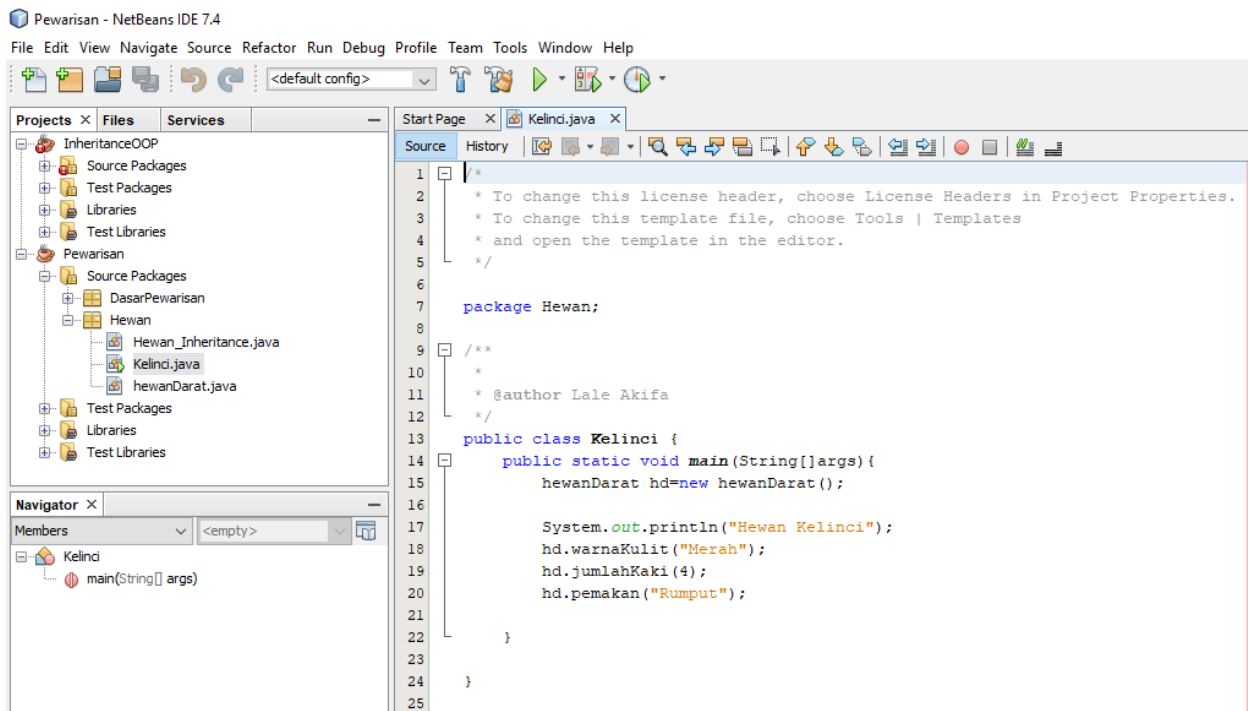 Pewarisan - NetBeans IDE 7.4
File Edit View Navigate Source Refactor Run Debug Profile Team Tools Window Help
<default config>
Projects Files Services
InheritanceOOP
Source Packages
Test Packages
Libraries
Test Libraries
Pewarisan
Source Packages
DasarPewarisan
Hewan
Hewan_Inheritance.java
Kelinci.java
hewanDarat.java
Test Packages
Libraries
Test Libraries
Navigator
Members <empty>
Kelinci
main(String[] args)
Start Page Kelinci.java
Source History
1 /*
2 * To change this license header, choose License Headers in Project Properties.
3 * To change this template file, choose Tools | Templates
4 * and open the template in the editor.
5 */
6
7 package Hewan;
8
9 /**
10 *
11 * @author Lale Akifa
12 */
13 public class Kelinci {
14 public static void main(String[]args){
15 hewanDarat hd=new hewanDarat();
16
17 System.out.println("Hewan Kelinci");
18 hd.warnaKulit("Merah");
19 hd.jumlahKaki(4);
20 hd.pemakan("Rumput");
21
22 }
23
24 }
25